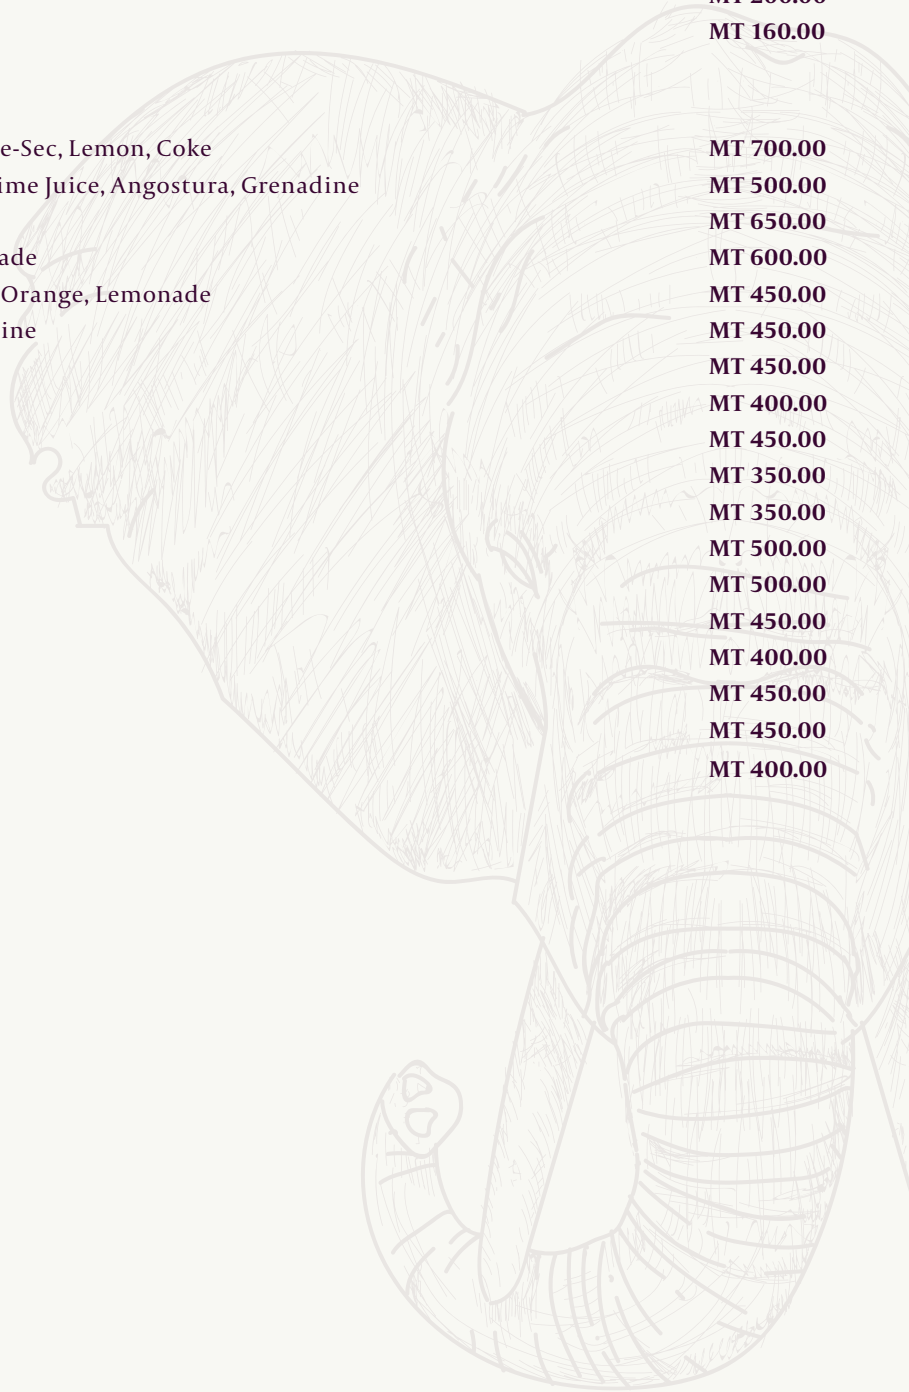 MT 200.00
MT 160.00
e-Sec, Lemon, Coke MT 700.00
ime Juice, Angostura, Grenadine MT 500.00
MT 650.00
ade MT 600.00
Orange, Lemonade MT 450.00
ine MT 450.00
MT 450.00
MT 400.00
MT 450.00
MT 350.00
MT 350.00
MT 500.00
MT 500.00
MT 450.00
MT 400.00
MT 450.00
MT 450.00
MT 400.00